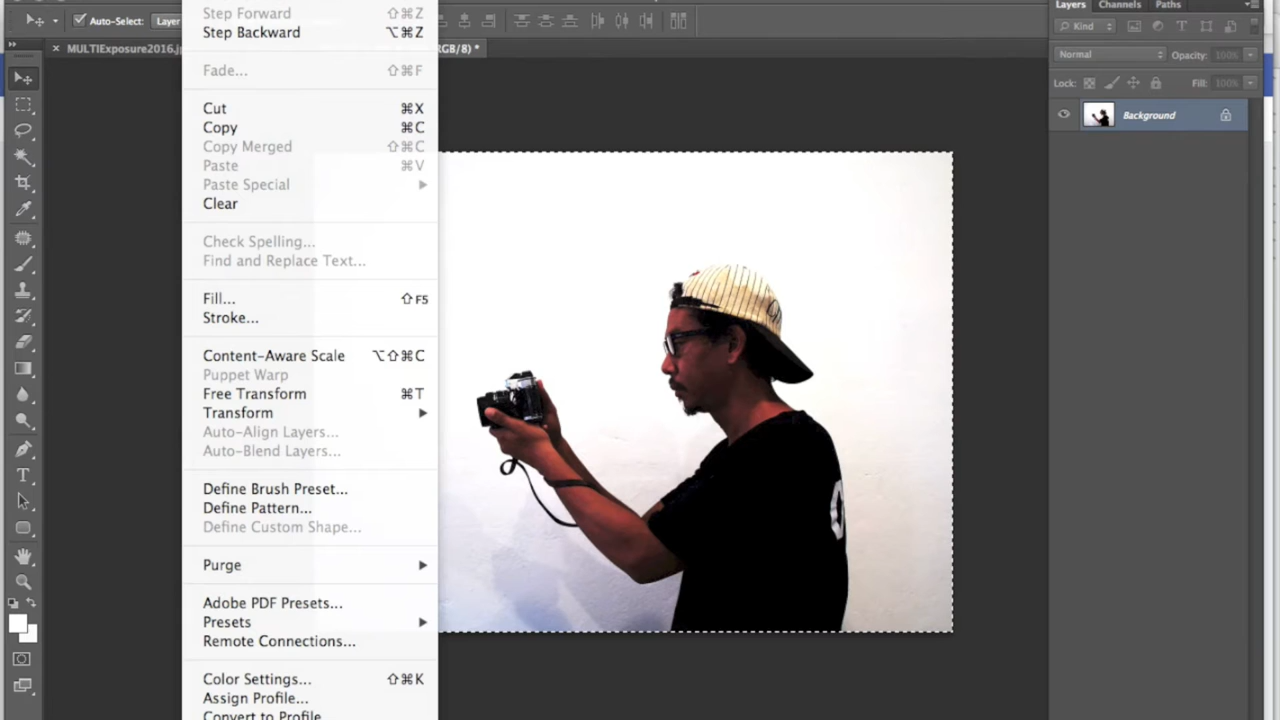 Auto-Select: Layer
Layers Channels Paths
Kind
× MULTIExposure2016.j
RGB/8) *
Normal Opacity: 100%
Lock: Fill: 100%
Background
Step Forward ⇧⌘Z
Step Backward ⌥⌘Z
Fade... ⇧⌘F
Cut ⌘X
Copy ⌘C
Copy Merged ⇧⌘C
Paste ⌘V
Paste Special
Clear
Check Spelling...
Find and Replace Text...
Fill... ⇧F5
Stroke...
Content-Aware Scale ⌥⇧⌘C
Puppet Warp
Free Transform ⌘T
Transform
Auto-Align Layers...
Auto-Blend Layers...
Define Brush Preset...
Define Pattern...
Define Custom Shape...
Purge
Adobe PDF Presets...
Presets
Remote Connections...
Color Settings... ⇧⌘K
Assign Profile...
Convert to Profile